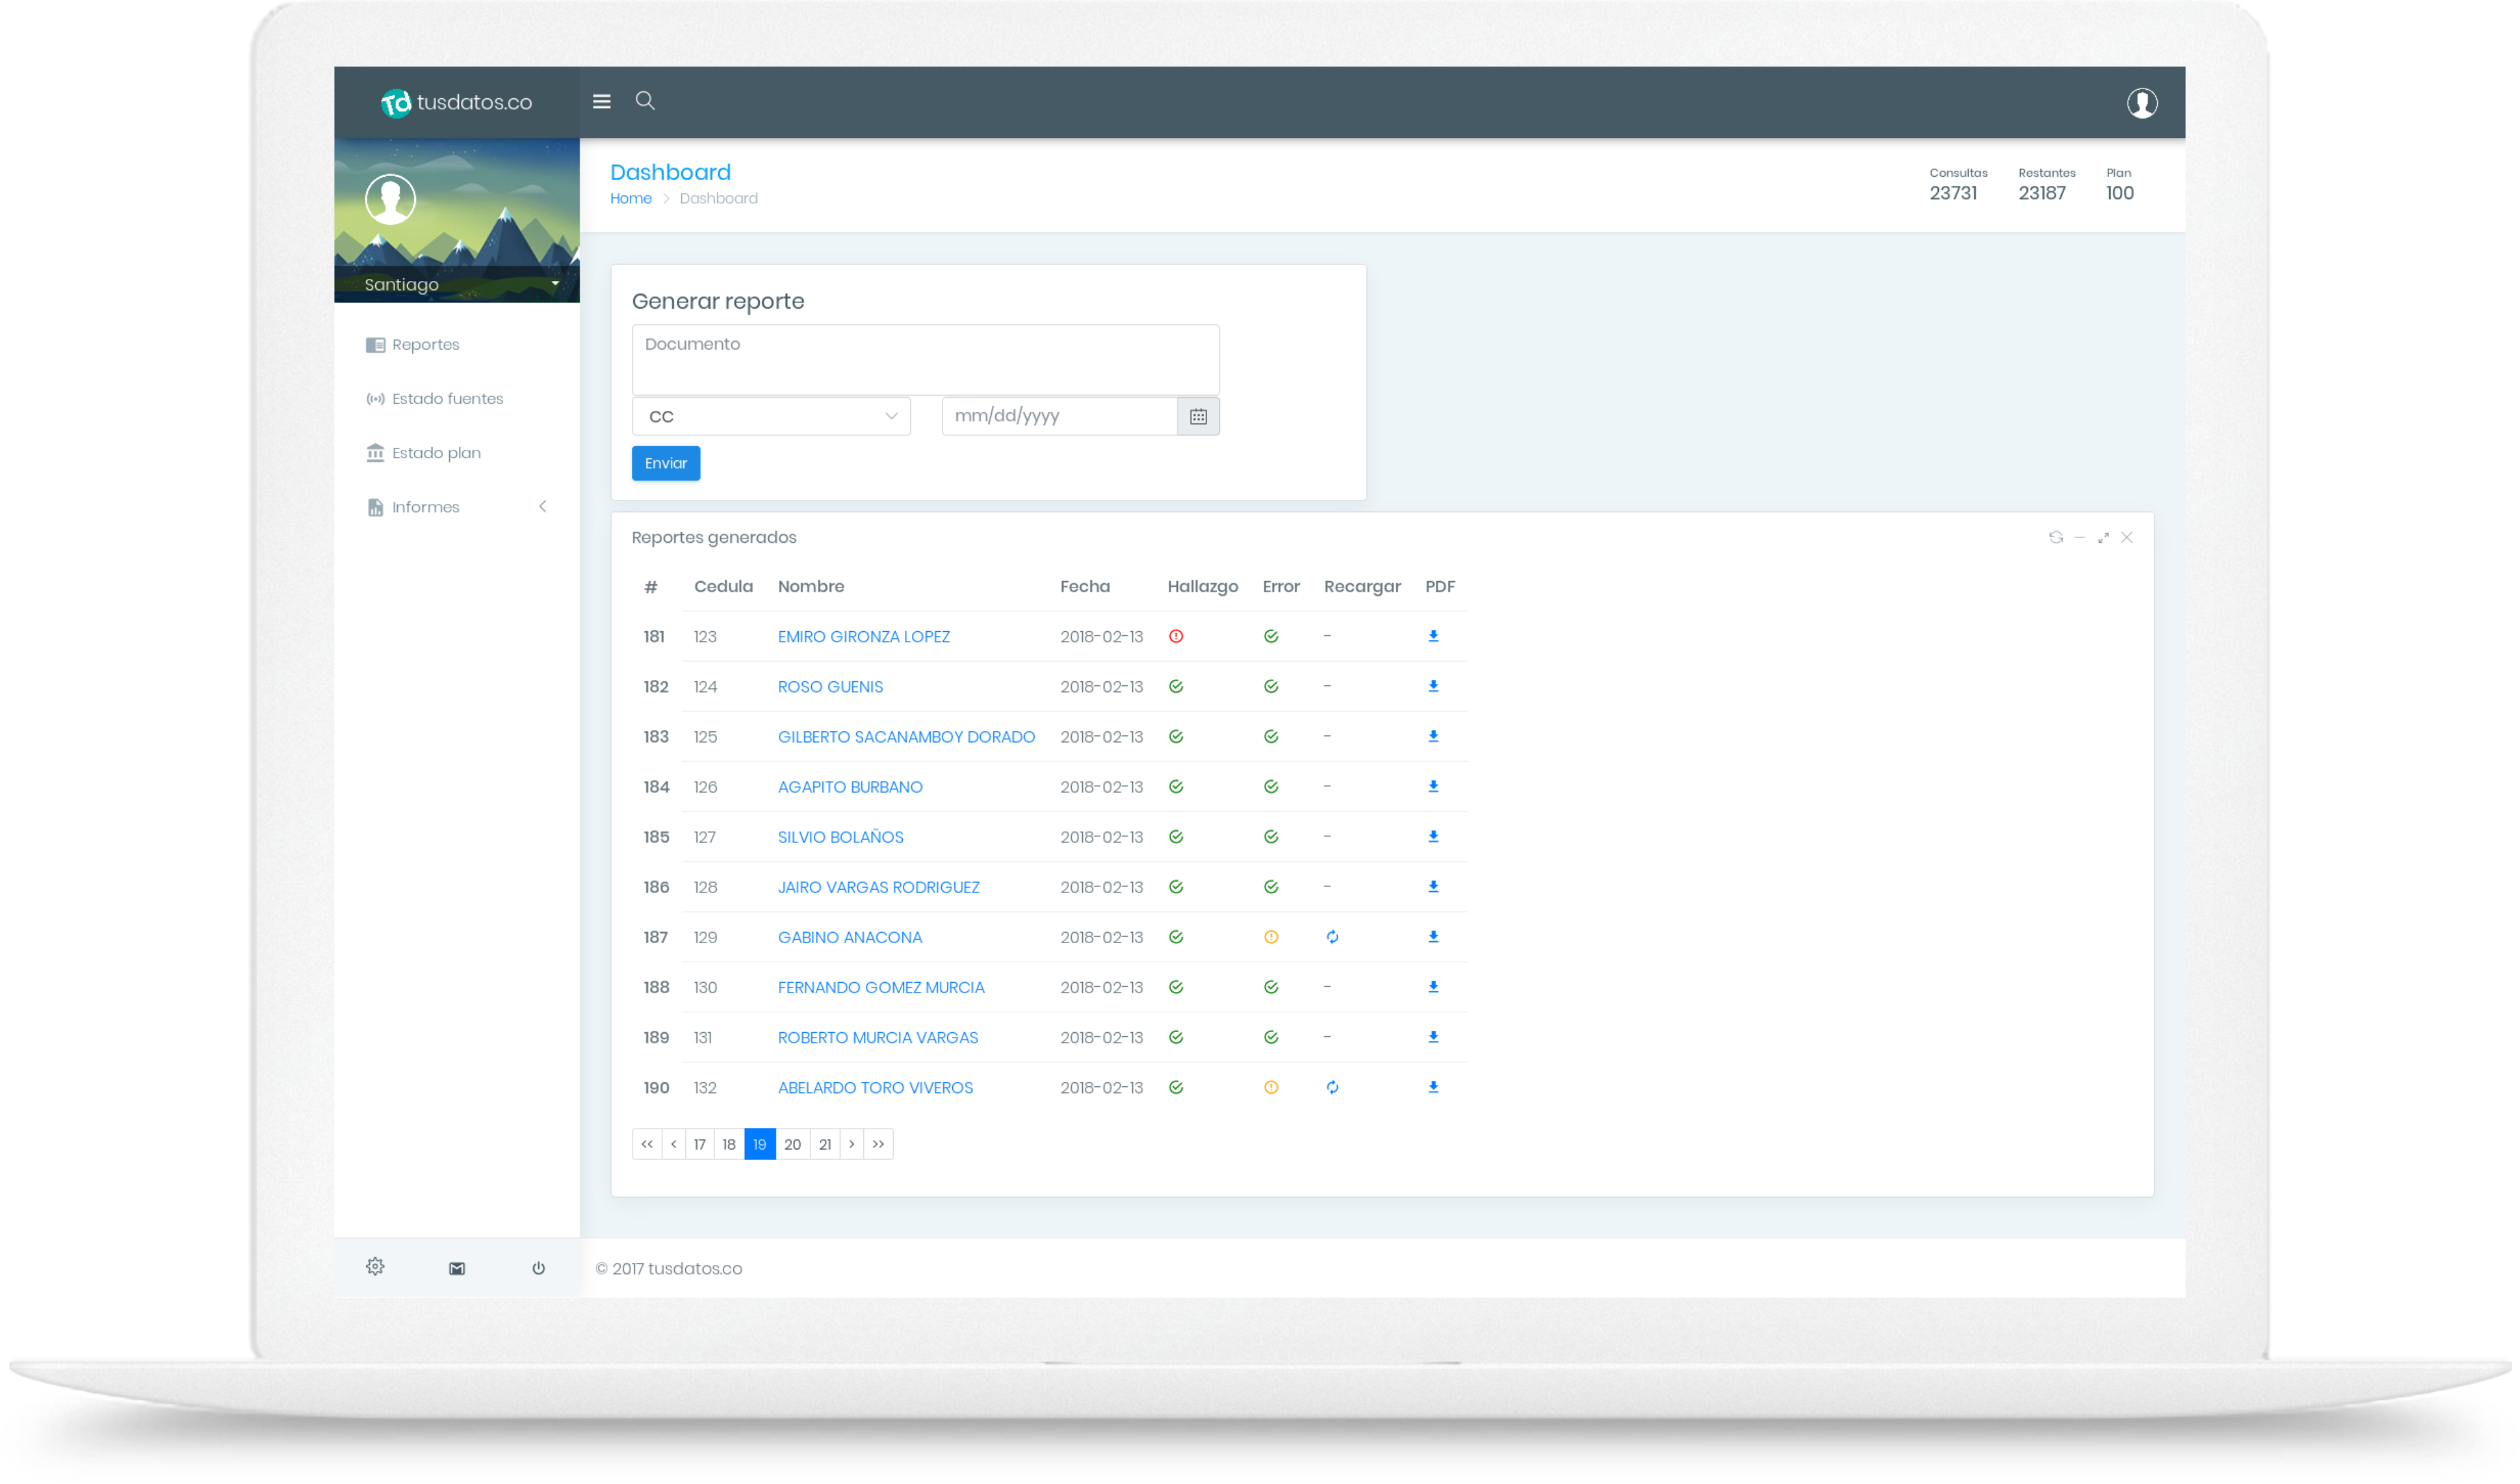 Td tusdatos.co
Dashboard
Home > Dashboard
Consultas Restantes Plan
23731 23187 100
Santiago
Reportes
Estado fuentes
Estado plan
Informes
Generar reporte
Documento
CC mm/dd/yyyy
Enviar
Reportes generados
# Cedula Nombre Fecha Hallazgo Error Recargar PDF
181 123 EMIRO GIRONZA LOPEZ 2018-02-13 -
182 124 ROSO GUENIS 2018-02-13 -
183 125 GILBERTO SACANAMBOY DORADO 2018-02-13 -
184 126 AGAPITO BURBANO 2018-02-13 -
185 127 SILVIO BOLAÑOS 2018-02-13 -
186 128 JAIRO VARGAS RODRIGUEZ 2018-02-13 -
187 129 GABINO ANACONA 2018-02-13
188 130 FERNANDO GOMEZ MURCIA 2018-02-13 -
189 131 ROBERTO MURCIA VARGAS 2018-02-13 -
190 132 ABELARDO TORO VIVEROS 2018-02-13
<< < 17 18 19 20 21 > >>
© 2017 tusdatos.co